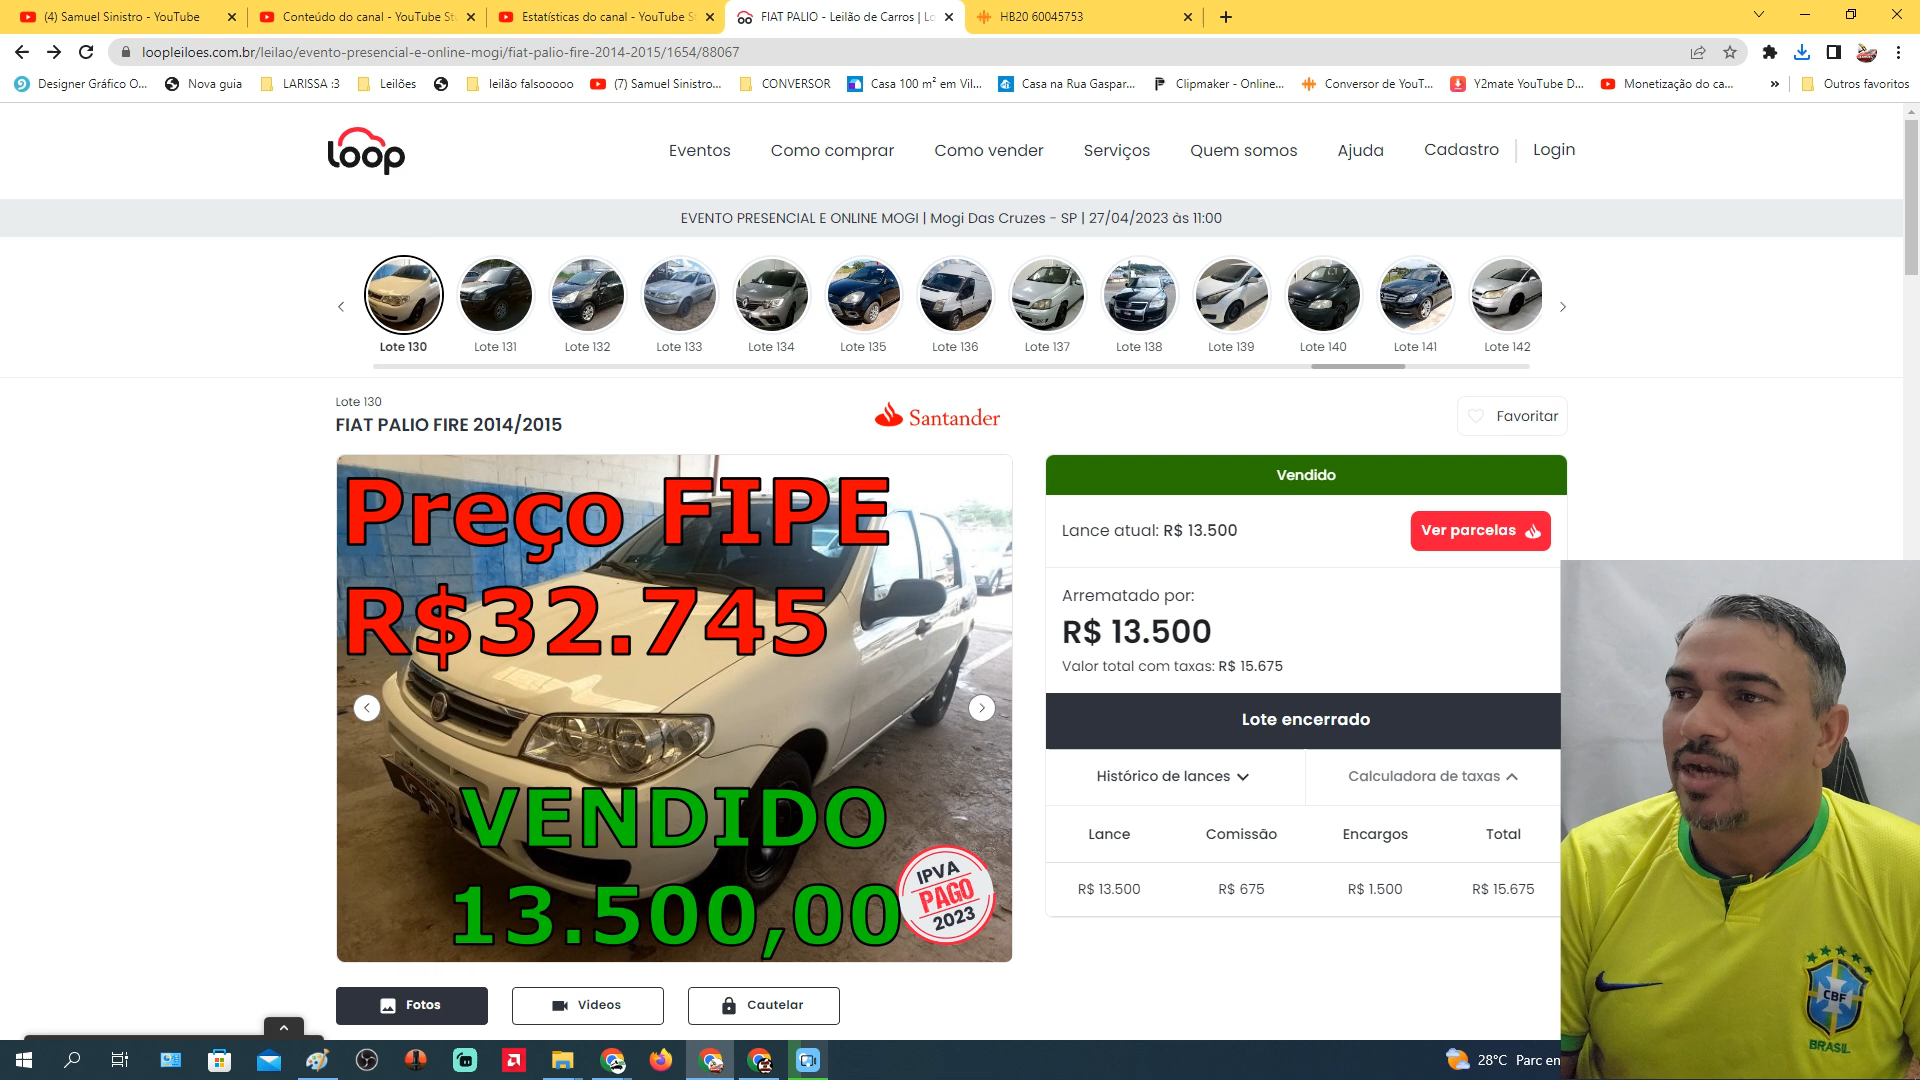 (4) Samuel Sinistro - YouTube
Conteúdo do canal - YouTube St
Estatísticas do canal - YouTube S
FIAT PALIO - Leilão de Carros | Lo
HB20 60045753
loopleiloes.com.br/leilao/evento-presencial-e-online-mogi/fiat-palio-fire-2014-2015/1654/88067
Designer Gráfico O...
Nova guia
LARISSA :3
Leilões
leilão falsooooo
(7) Samuel Sinistro...
CONVERSOR
Casa 100 m² em Vil...
Casa na Rua Gaspar...
Clipmaker - Online...
Conversor de YouT...
Y2mate YouTube D...
Monetização do ca...
»
Outros favoritos
loop
Eventos
Como comprar
Como vender
Serviços
Quem somos
Ajuda
Cadastro
Login
EVENTO PRESENCIAL E ONLINE MOGI | Mogi Das Cruzes - SP | 27/04/2023 às 11:00
Lote 130
Lote 131
Lote 132
Lote 133
Lote 134
Lote 135
Lote 136
Lote 137
Lote 138
Lote 139
Lote 140
Lote 141
Lote 142
Lote 130
FIAT PALIO FIRE 2014/2015
Santander
Favoritar
Preço FIPE
R$32.745
VENDIDO
13.500,00
IPVA
PAGO
2023
Vendido
Lance atual: R$ 13.500
Ver parcelas
Arrematado por:
R$ 13.500
Valor total com taxas: R$ 15.675
Lote encerrado
Histórico de lances
Calculadora de taxas
Lance Comissão Encargos Total
R$ 13.500 R$ 675 R$ 1.500 R$ 15.675
Fotos
Videos
Cautelar
CBF
BRASIL
28°C Parc en